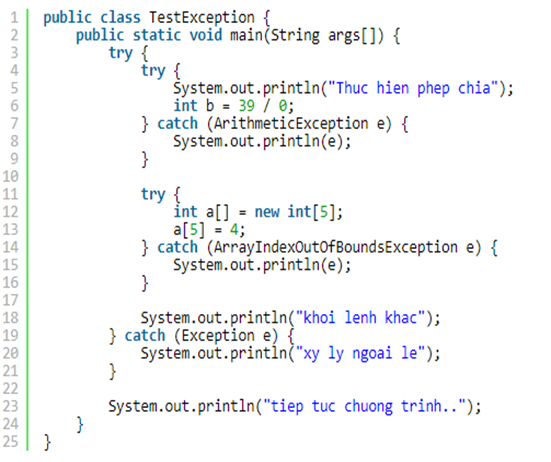 1 public class TestException {
2     public static void main(String args[]) {
3         try {
4             try {
5                 System.out.println("Thuc hien phep chia");
6                 int b = 39 / 0;
7             } catch (ArithmeticException e) {
8                 System.out.println(e);
9             }
10
11             try {
12                 int a[] = new int[5];
13                 a[5] = 4;
14             } catch (ArrayIndexOutOfBoundsException e) {
15                 System.out.println(e);
16             }
17
18             System.out.println("khoi lenh khac");
19         } catch (Exception e) {
20             System.out.println("xy ly ngoai le");
21         }
22
23         System.out.println("tiep tuc chuong trinh..");
24     }
25 }